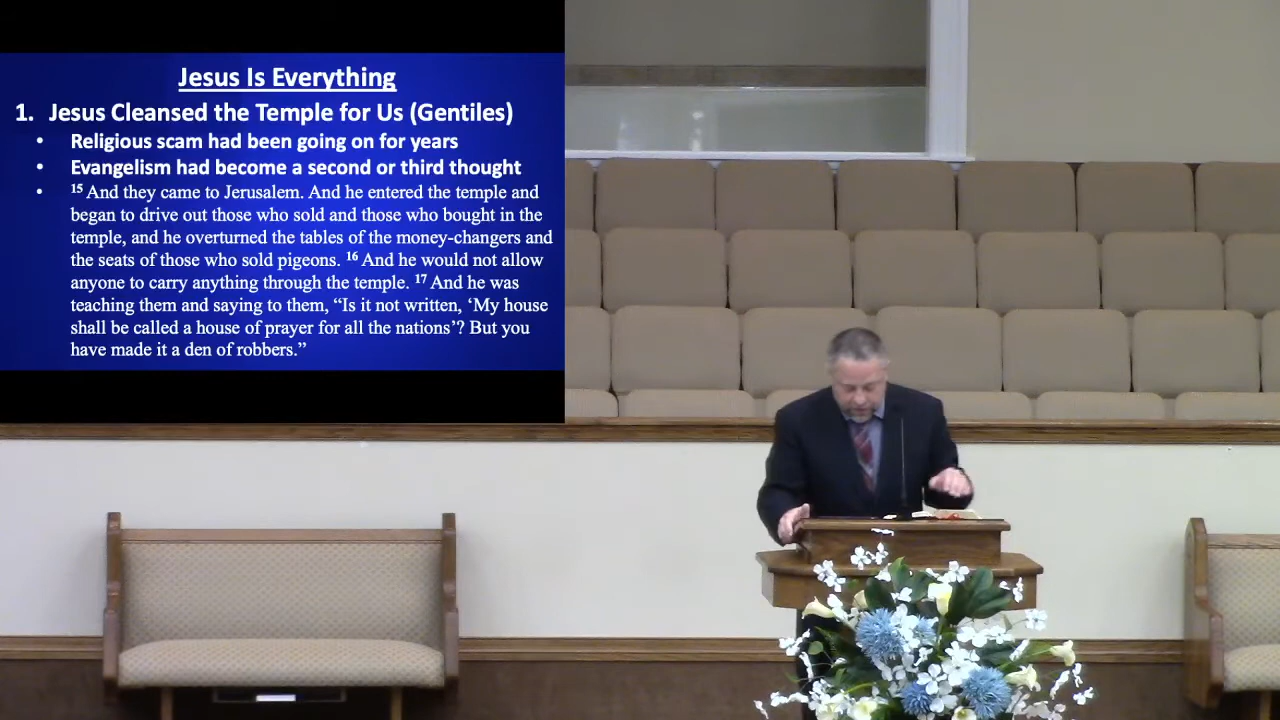 Jesus Is Everything
1. Jesus Cleansed the Temple for Us (Gentiles)
• Religious scam had been going on for years
• Evangelism had become a second or third thought
• 15 And they came to Jerusalem. And he entered the temple and
began to drive out those who sold and those who bought in the
temple, and he overturned the tables of the money-changers and
the seats of those who sold pigeons. 16 And he would not allow
anyone to carry anything through the temple. 17 And he was
teaching them and saying to them, “Is it not written, ‘My house
shall be called a house of prayer for all the nations’? But you
have made it a den of robbers.”